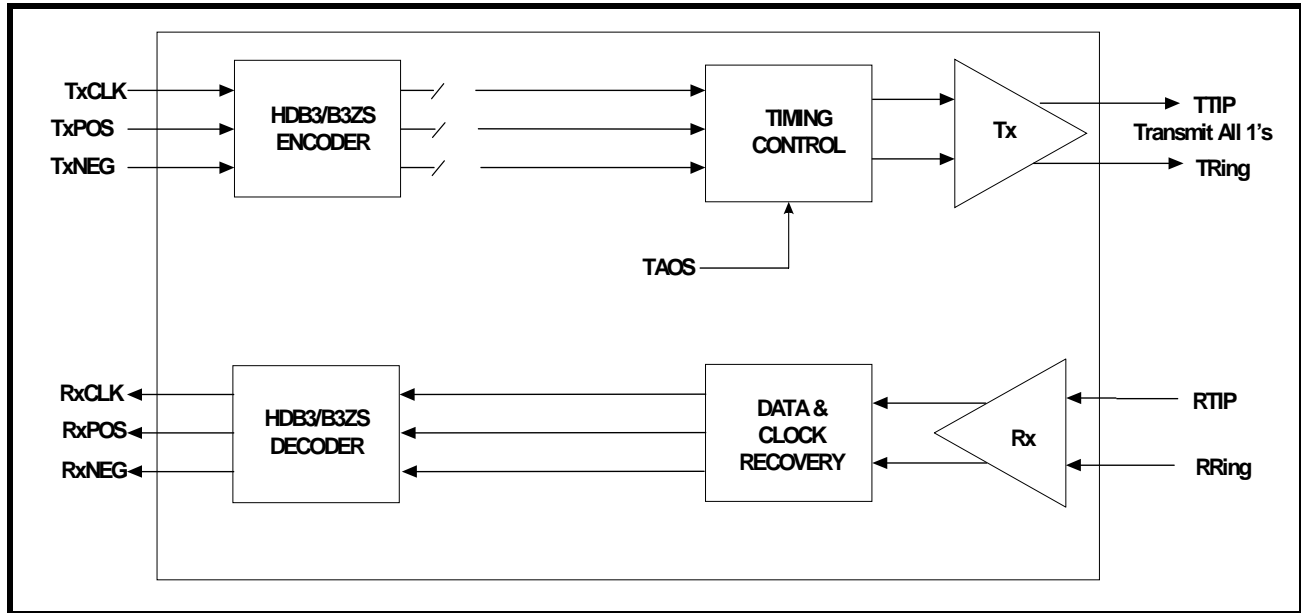 TxCLK
TxPOS
TxNEG
HDB3/B3ZS
ENCODER
TIMING
CONTROL
Tx
TTIP
Transmit All 1's
TRing
TAOS
RxCLK
RxPOS
RxNEG
HDB3/B3ZS
DECODER
DATA &
CLOCK
RECOVERY
Rx
RTIP
RRing